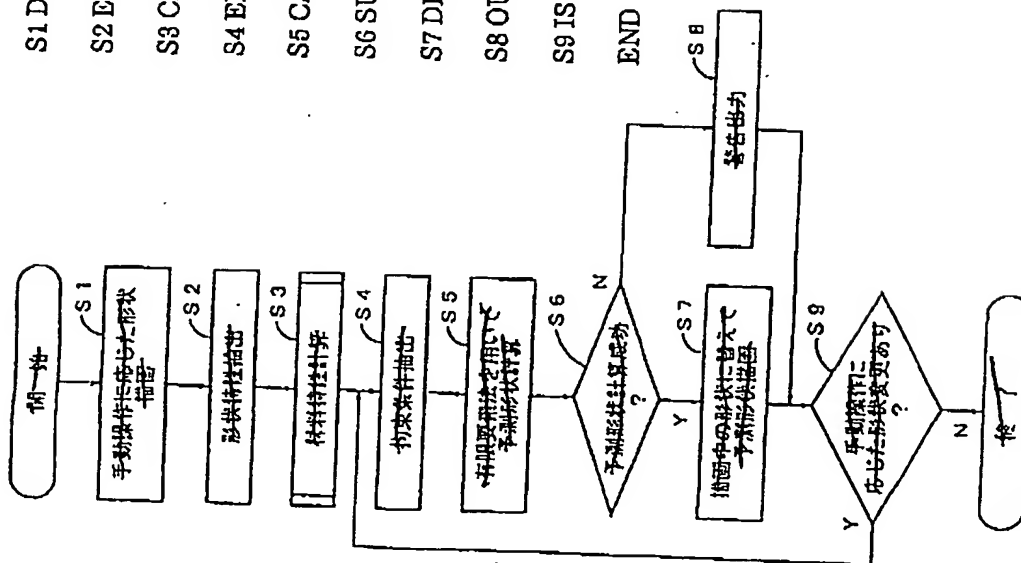 S1 D
S2 E
S3 C
S4 E
S5 CA
S6 SU
S7 DI
S8 OU
S9 IS
END
開始
S1
手動操作に応じた形状
描画
S2
形状特性抽出
S3
材料特性計算
S4
拘束条件抽出
S5
有限要素法を用いて
予測形状計算
S6
予測形状計算成功
?
N
Y
S8
警告出力
S7
描画中の形状に替えて
予測形状描画
S9
手動操作に
応じた形状変更あり
?
Y
N
終了